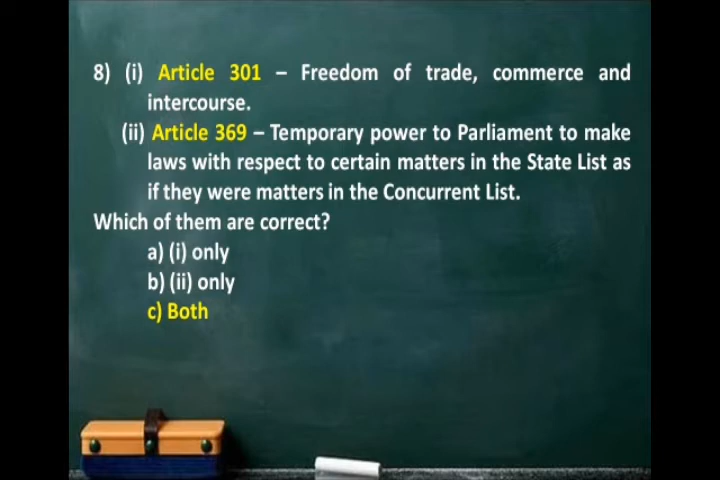 8) (i) Article 301 – Freedom of trade, commerce and
intercourse.
(ii) Article 369 – Temporary power to Parliament to make
laws with respect to certain matters in the State List as
if they were matters in the Concurrent List.
Which of them are correct?
a) (i) only
b) (ii) only
c) Both